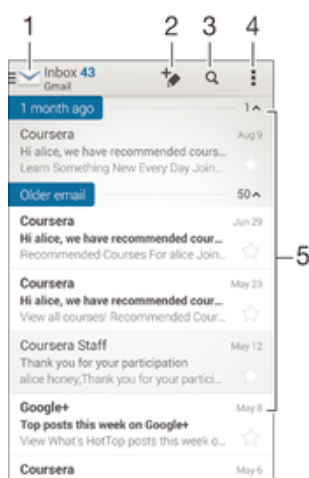 1 2 3 4
Inbox 43
Gmail
1 month ago 1
Coursera Aug 9
Hi alice, we have recommended cours...
Learn Something New Every Day Join...
Older email 50
5
Coursera Jun 29
Hi alice, we have recommended cour...
Recommended Courses For alice Join...
Coursera May 23
Hi alice, we have recommended cour...
View all courses! Recommended Cour...
Coursera Staff May 12
Thank you for your participation
alice honey,Thank you for your partici...
Google+ May 8
Top posts this week on Google+
View What's HotTop posts this week o...
Coursera May 6